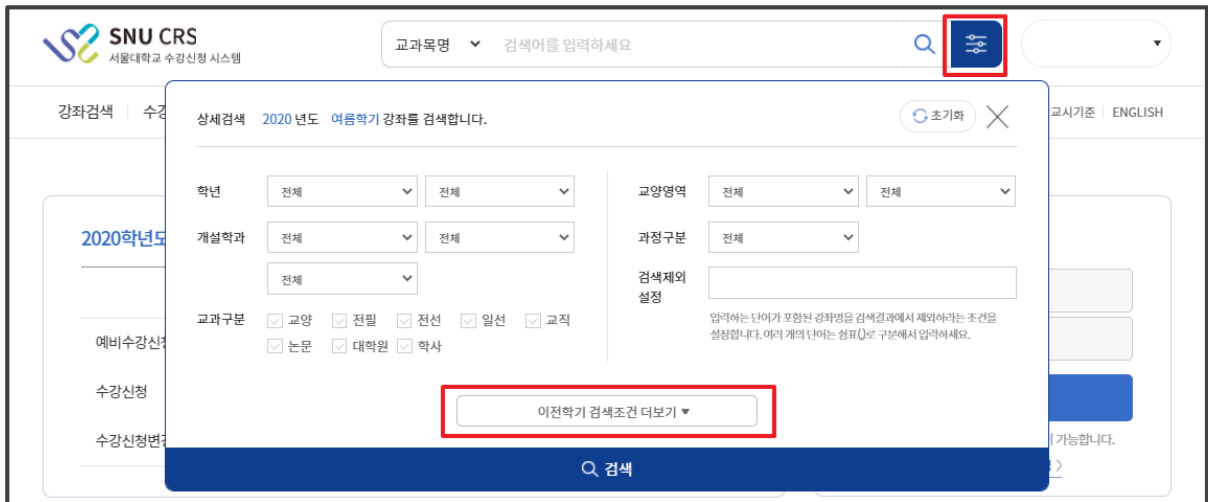 SNU CRS
서울대학교 수강신청 시스템
교과목명 검색어를 입력하세요
강좌검색 수강
교시기준 ENGLISH
상세검색 2020 년도 여름학기 강좌를 검색합니다.
초기화
학년 전체 전체
개설학과 전체 전체
전체
교과구분 교양 전필 전선 일선 교직
논문 대학원 학사
교양영역 전체 전체
과정구분 전체
검색제외
설정
입력하는 단어가 포함된 강좌명을 검색결과에서 제외하라는 조건을
설정합니다. 여러 개의 단어는 쉼표(,)로 구분해서 입력하세요.
이전학기 검색조건 더보기 ▼
검색
2020학년도
예비수강신청
수강신청
수강신청변경
가능합니다.